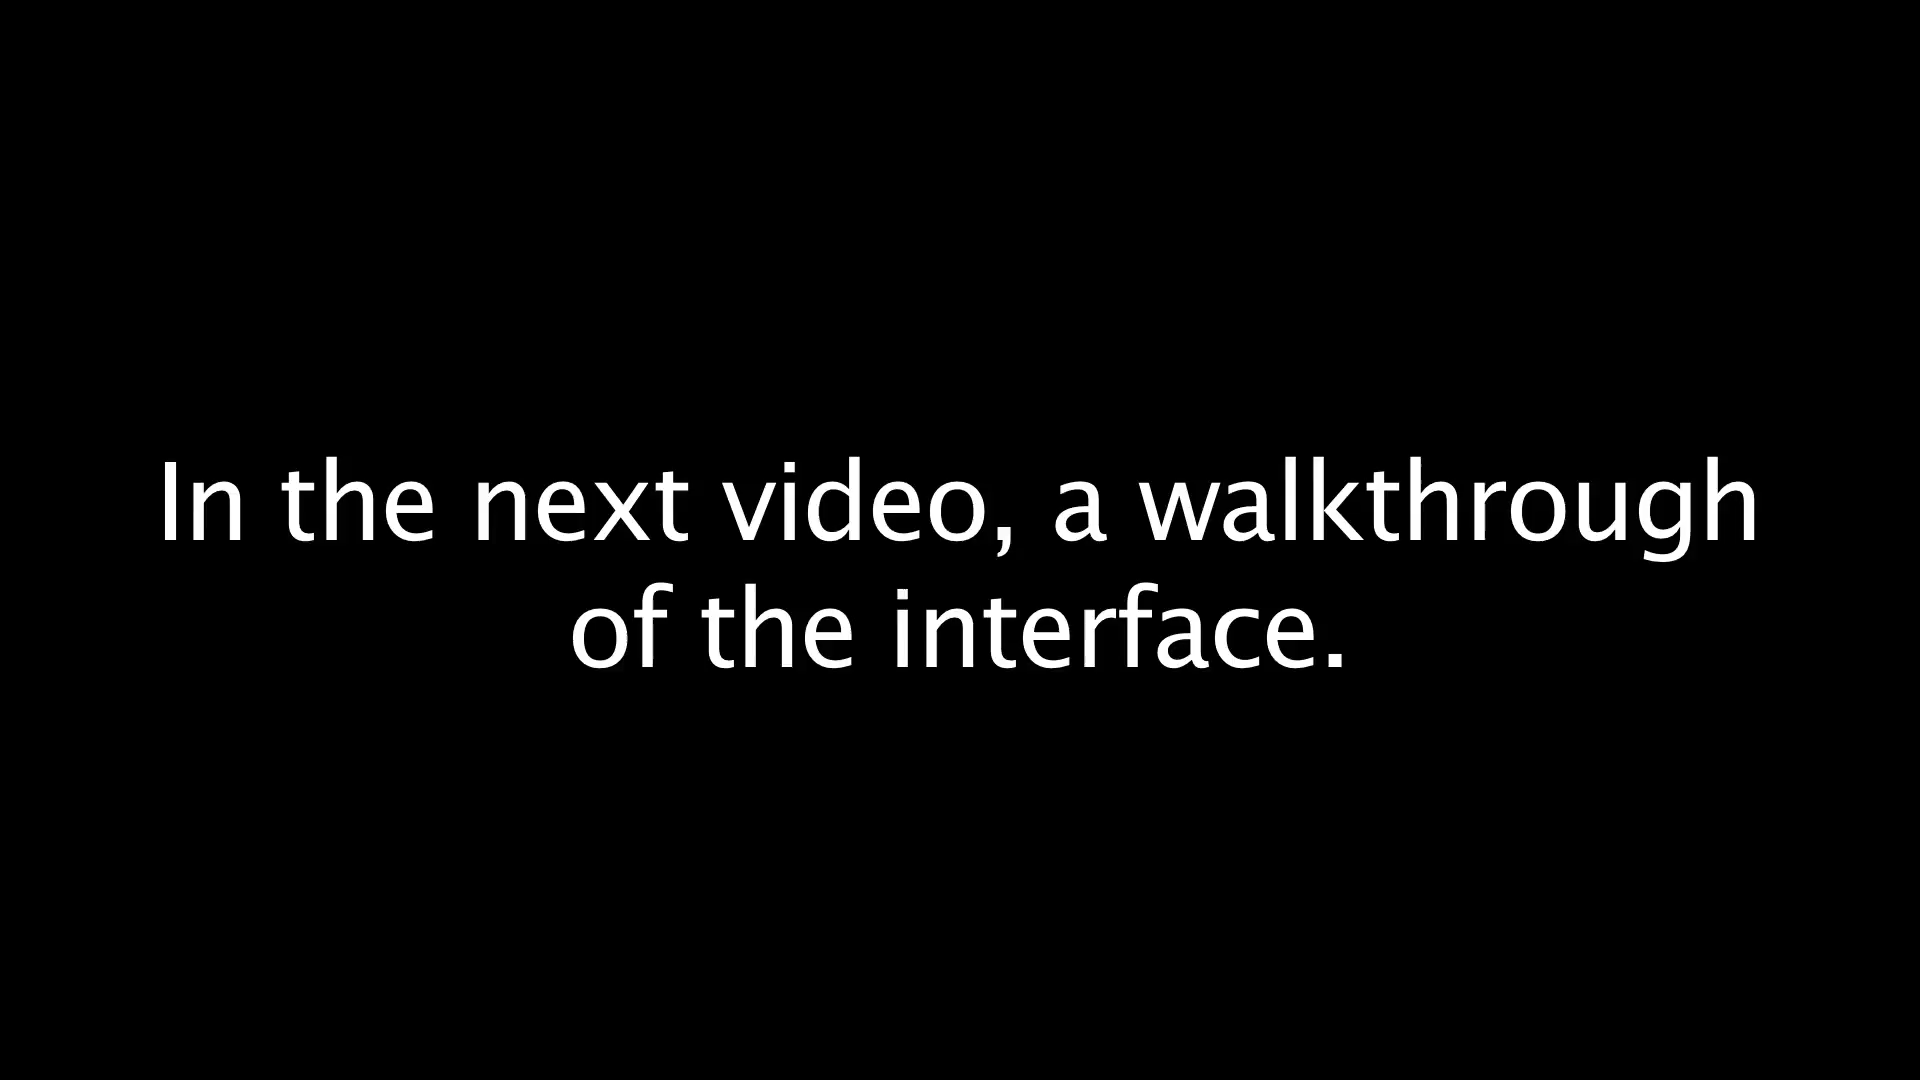 In the next video, a walkthrough
of the interface.